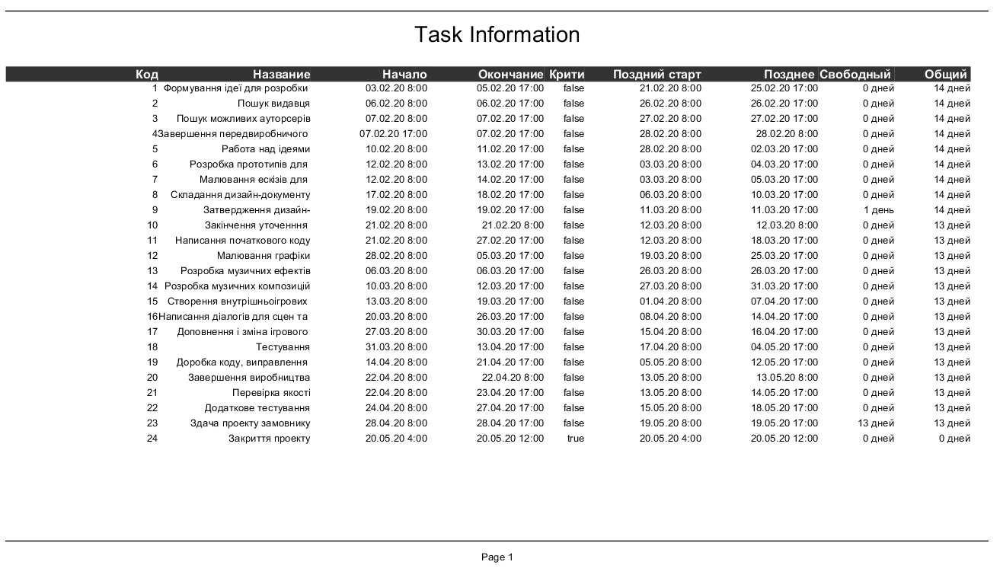 Task Information
Код Название Начало Окончание Крити Поздний старт Позднее Свободный Общий
1 Формування ідеї для розробки 03.02.20 8:00 05.02.20 17:00 false 21.02.20 8:00 25.02.20 17:00 0 дней 14 дней
2 Пошук видавця 06.02.20 8:00 06.02.20 17:00 false 26.02.20 8:00 26.02.20 17:00 0 дней 14 дней
3 Пошук можливих ауторсерів 07.02.20 8:00 07.02.20 17:00 false 27.02.20 8:00 27.02.20 17:00 0 дней 14 дней
4 Завершення передвиробничого 07.02.20 17:00 07.02.20 17:00 false 28.02.20 8:00 28.02.20 8:00 0 дней 14 дней
5 Работа над ідеями 10.02.20 8:00 11.02.20 17:00 false 28.02.20 8:00 02.03.20 17:00 0 дней 14 дней
6 Розробка прототипів для 12.02.20 8:00 13.02.20 17:00 false 03.03.20 8:00 04.03.20 17:00 0 дней 14 дней
7 Малювання ескізів для 12.02.20 8:00 14.02.20 17:00 false 03.03.20 8:00 05.03.20 17:00 0 дней 14 дней
8 Складання дизайн-документу 17.02.20 8:00 18.02.20 17:00 false 06.03.20 8:00 10.03.20 17:00 0 дней 14 дней
9 Затвердження дизайн- 19.02.20 8:00 19.02.20 17:00 false 11.03.20 8:00 11.03.20 17:00 1 день 14 дней
10 Закінчення уточенння 21.02.20 8:00 21.02.20 8:00 false 12.03.20 8:00 12.03.20 8:00 0 дней 13 дней
11 Написання початкового коду 21.02.20 8:00 27.02.20 17:00 false 12.03.20 8:00 18.03.20 17:00 0 дней 13 дней
12 Малювання графіки 28.02.20 8:00 05.03.20 17:00 false 19.03.20 8:00 25.03.20 17:00 0 дней 13 дней
13 Розробка музичних ефектів 06.03.20 8:00 06.03.20 17:00 false 26.03.20 8:00 26.03.20 17:00 0 дней 13 дней
14 Розробка музичних композицій 10.03.20 8:00 12.03.20 17:00 false 27.03.20 8:00 31.03.20 17:00 0 дней 13 дней
15 Створення внутрішньоігрових 13.03.20 8:00 19.03.20 17:00 false 01.04.20 8:00 07.04.20 17:00 0 дней 13 дней
16 Написання діалогів для сцен та 20.03.20 8:00 26.03.20 17:00 false 08.04.20 8:00 14.04.20 17:00 0 дней 13 дней
17 Доповнення і зміна ігрового 27.03.20 8:00 30.03.20 17:00 false 15.04.20 8:00 16.04.20 17:00 0 дней 13 дней
18 Тестування 31.03.20 8:00 13.04.20 17:00 false 17.04.20 8:00 04.05.20 17:00 0 дней 13 дней
19 Доробка коду, виправлення 14.04.20 8:00 21.04.20 17:00 false 05.05.20 8:00 12.05.20 17:00 0 дней 13 дней
20 Завершення виробництва 22.04.20 8:00 22.04.20 8:00 false 13.05.20 8:00 13.05.20 8:00 0 дней 13 дней
21 Перевірка якості 22.04.20 8:00 23.04.20 17:00 false 13.05.20 8:00 14.05.20 17:00 0 дней 13 дней
22 Додаткове тестування 24.04.20 8:00 27.04.20 17:00 false 15.05.20 8:00 18.05.20 17:00 0 дней 13 дней
23 Здача проекту замовнику 28.04.20 8:00 28.04.20 17:00 false 19.05.20 8:00 19.05.20 17:00 13 дней 13 дней
24 Закриття проекту 20.05.20 4:00 20.05.20 12:00 true 20.05.20 4:00 20.05.20 12:00 0 дней 0 дней
Page 1